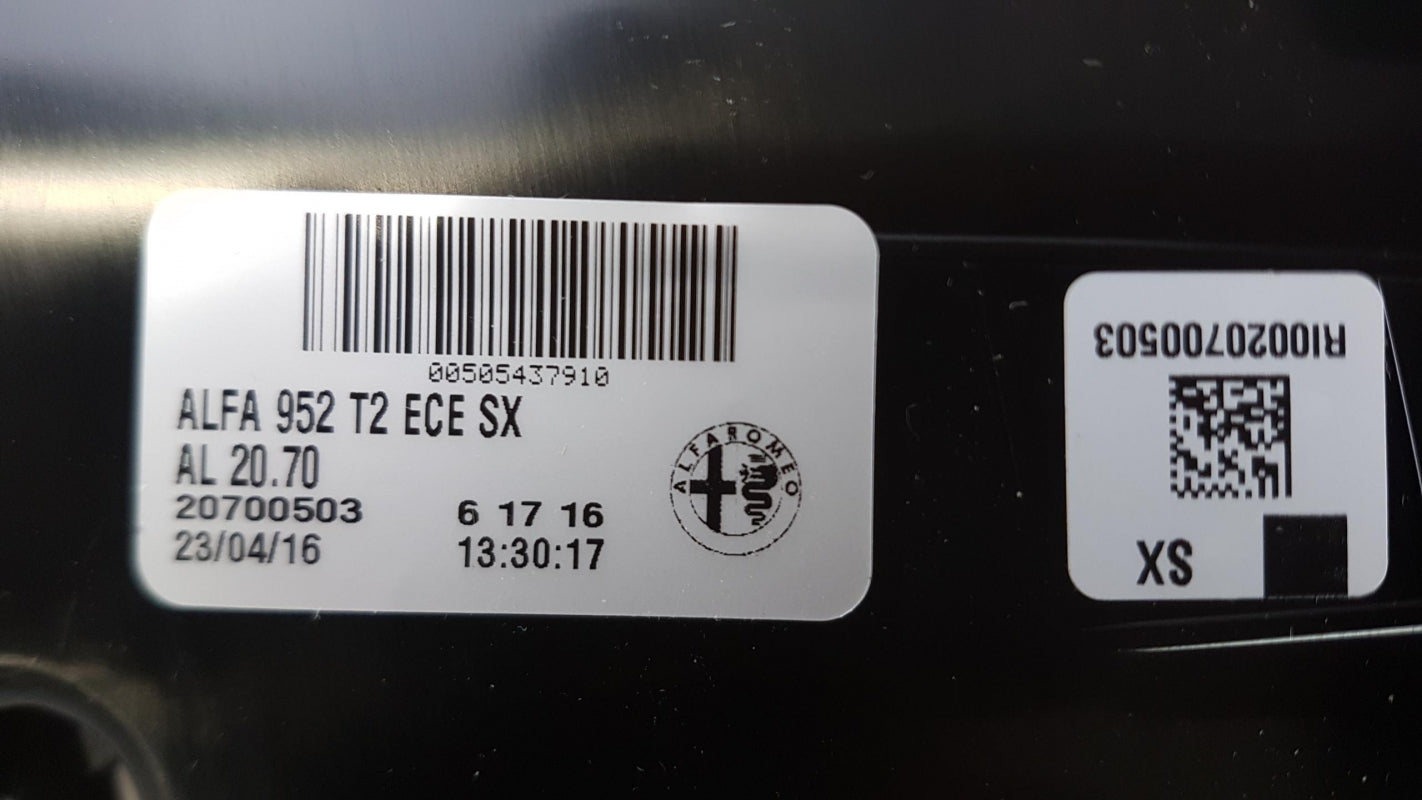 00505437910
ALFA 952 T2 ECE SX
AL 20.70
20700503 6 17 16
23/04/16 13:30:17
ALFA ROMEO
RI0020700503
SX